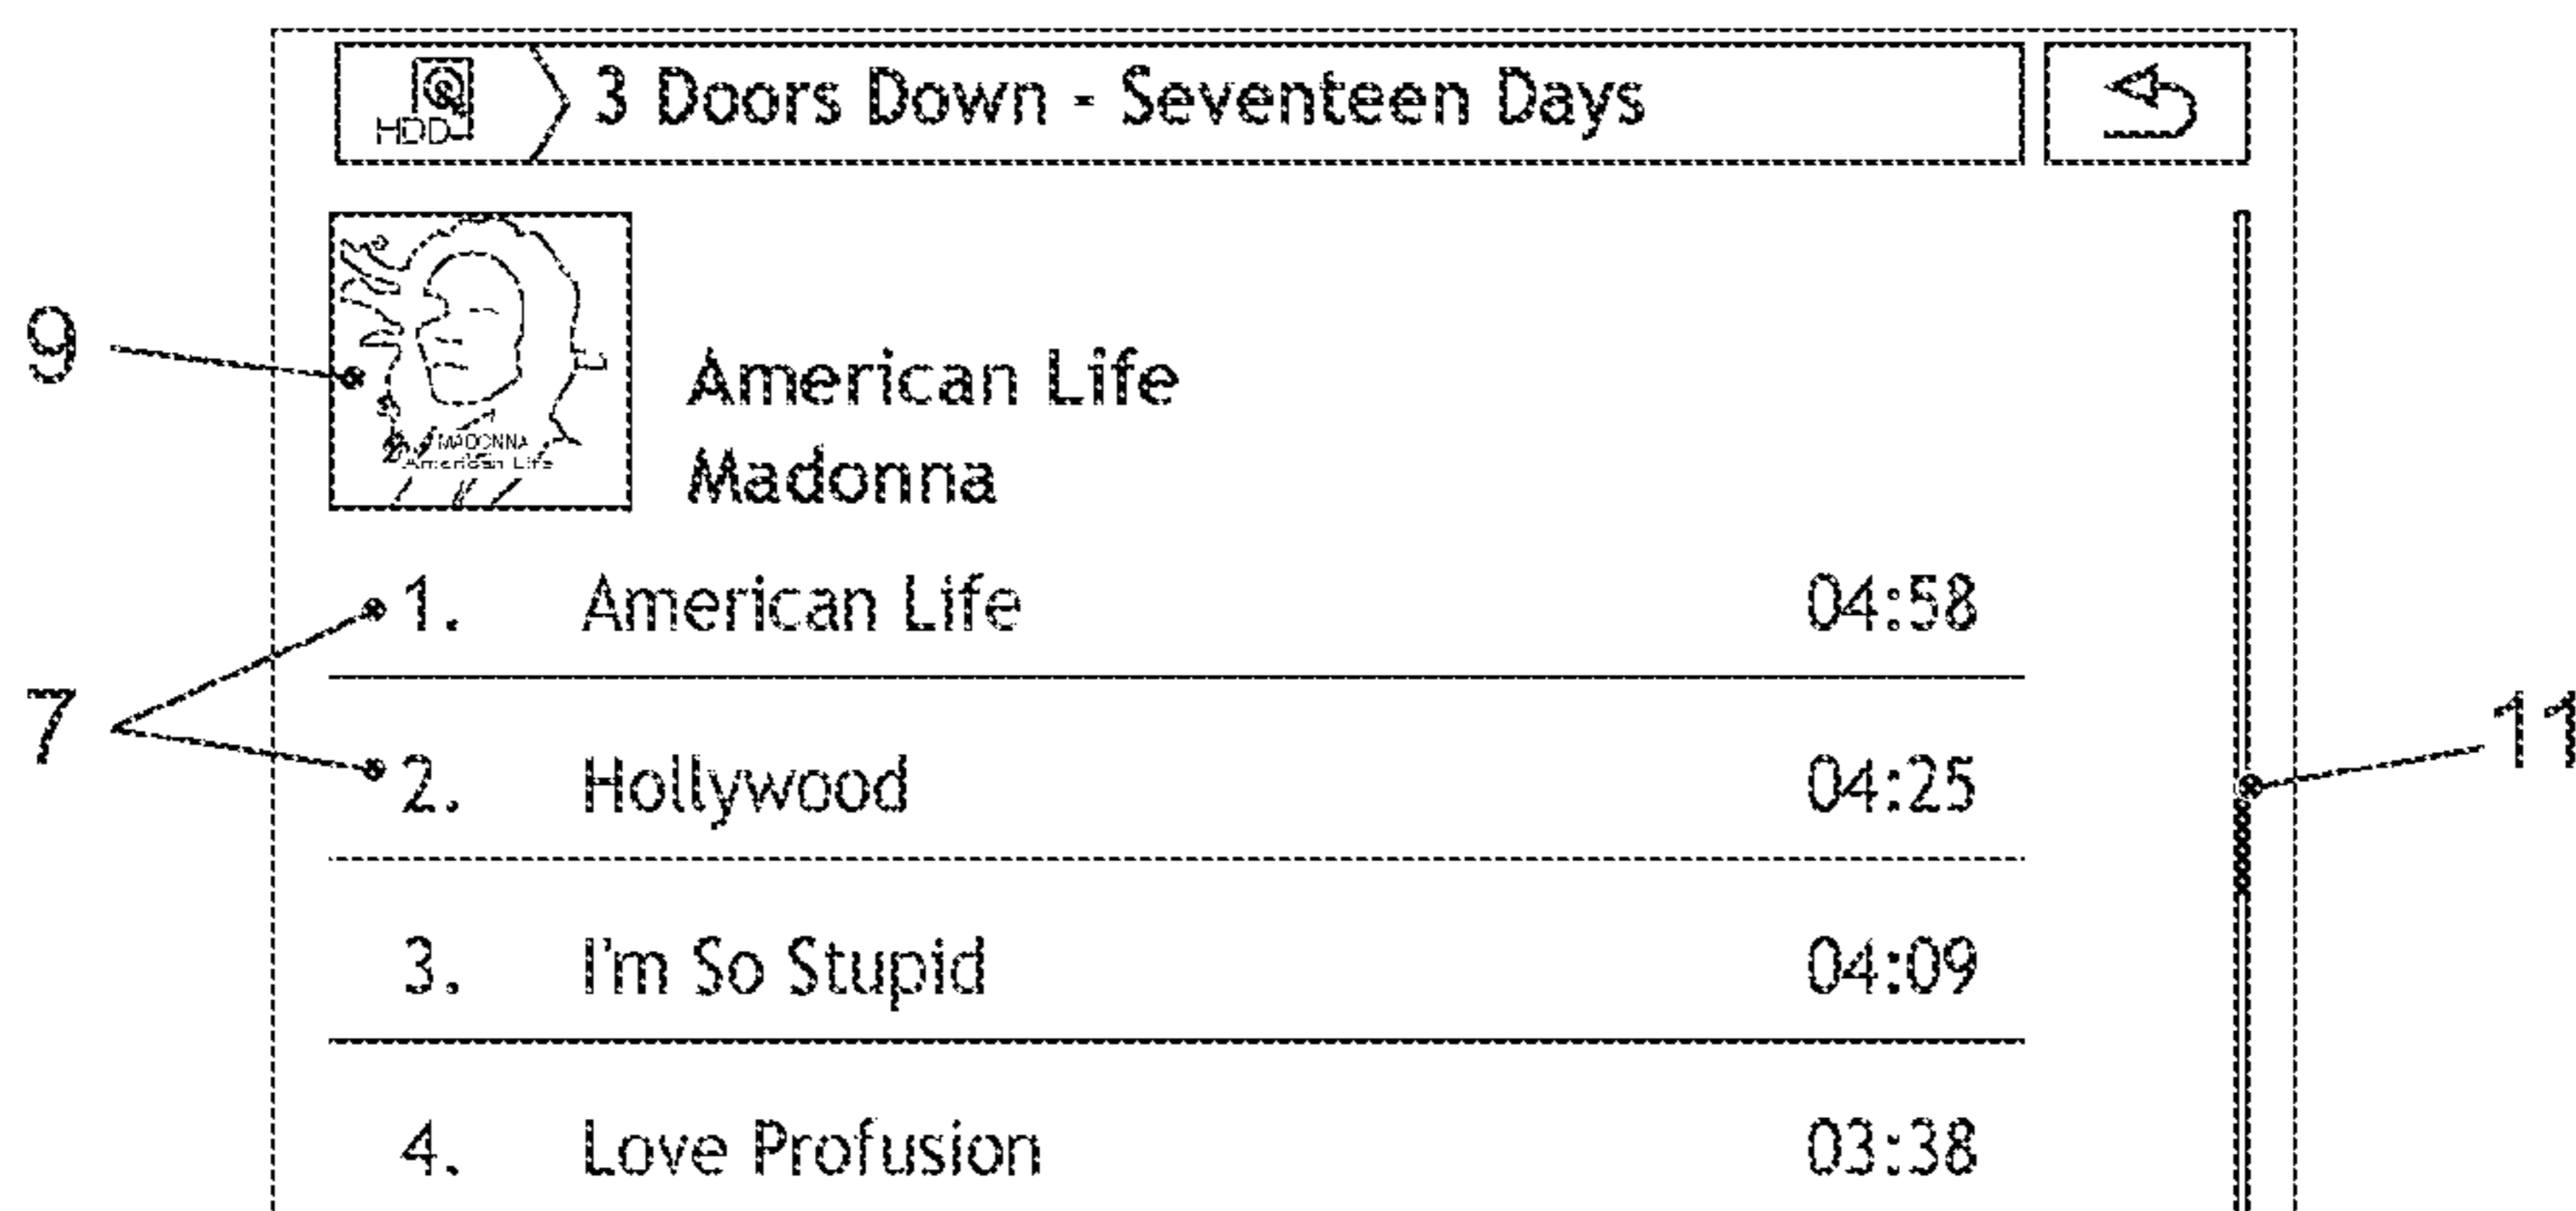 HDD 3 Doors Down - Seventeen Days
MADONNA
American Life
9
American Life
Madonna
1. American Life 04:58
7
11
2. Hollywood 04:25
3. I'm So Stupid 04:09
4. Love Profusion 03:38